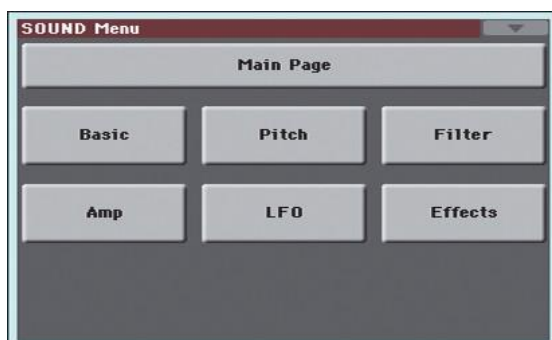 SOUND Menu
Main Page
Basic Pitch Filter
Amp LFO Effects